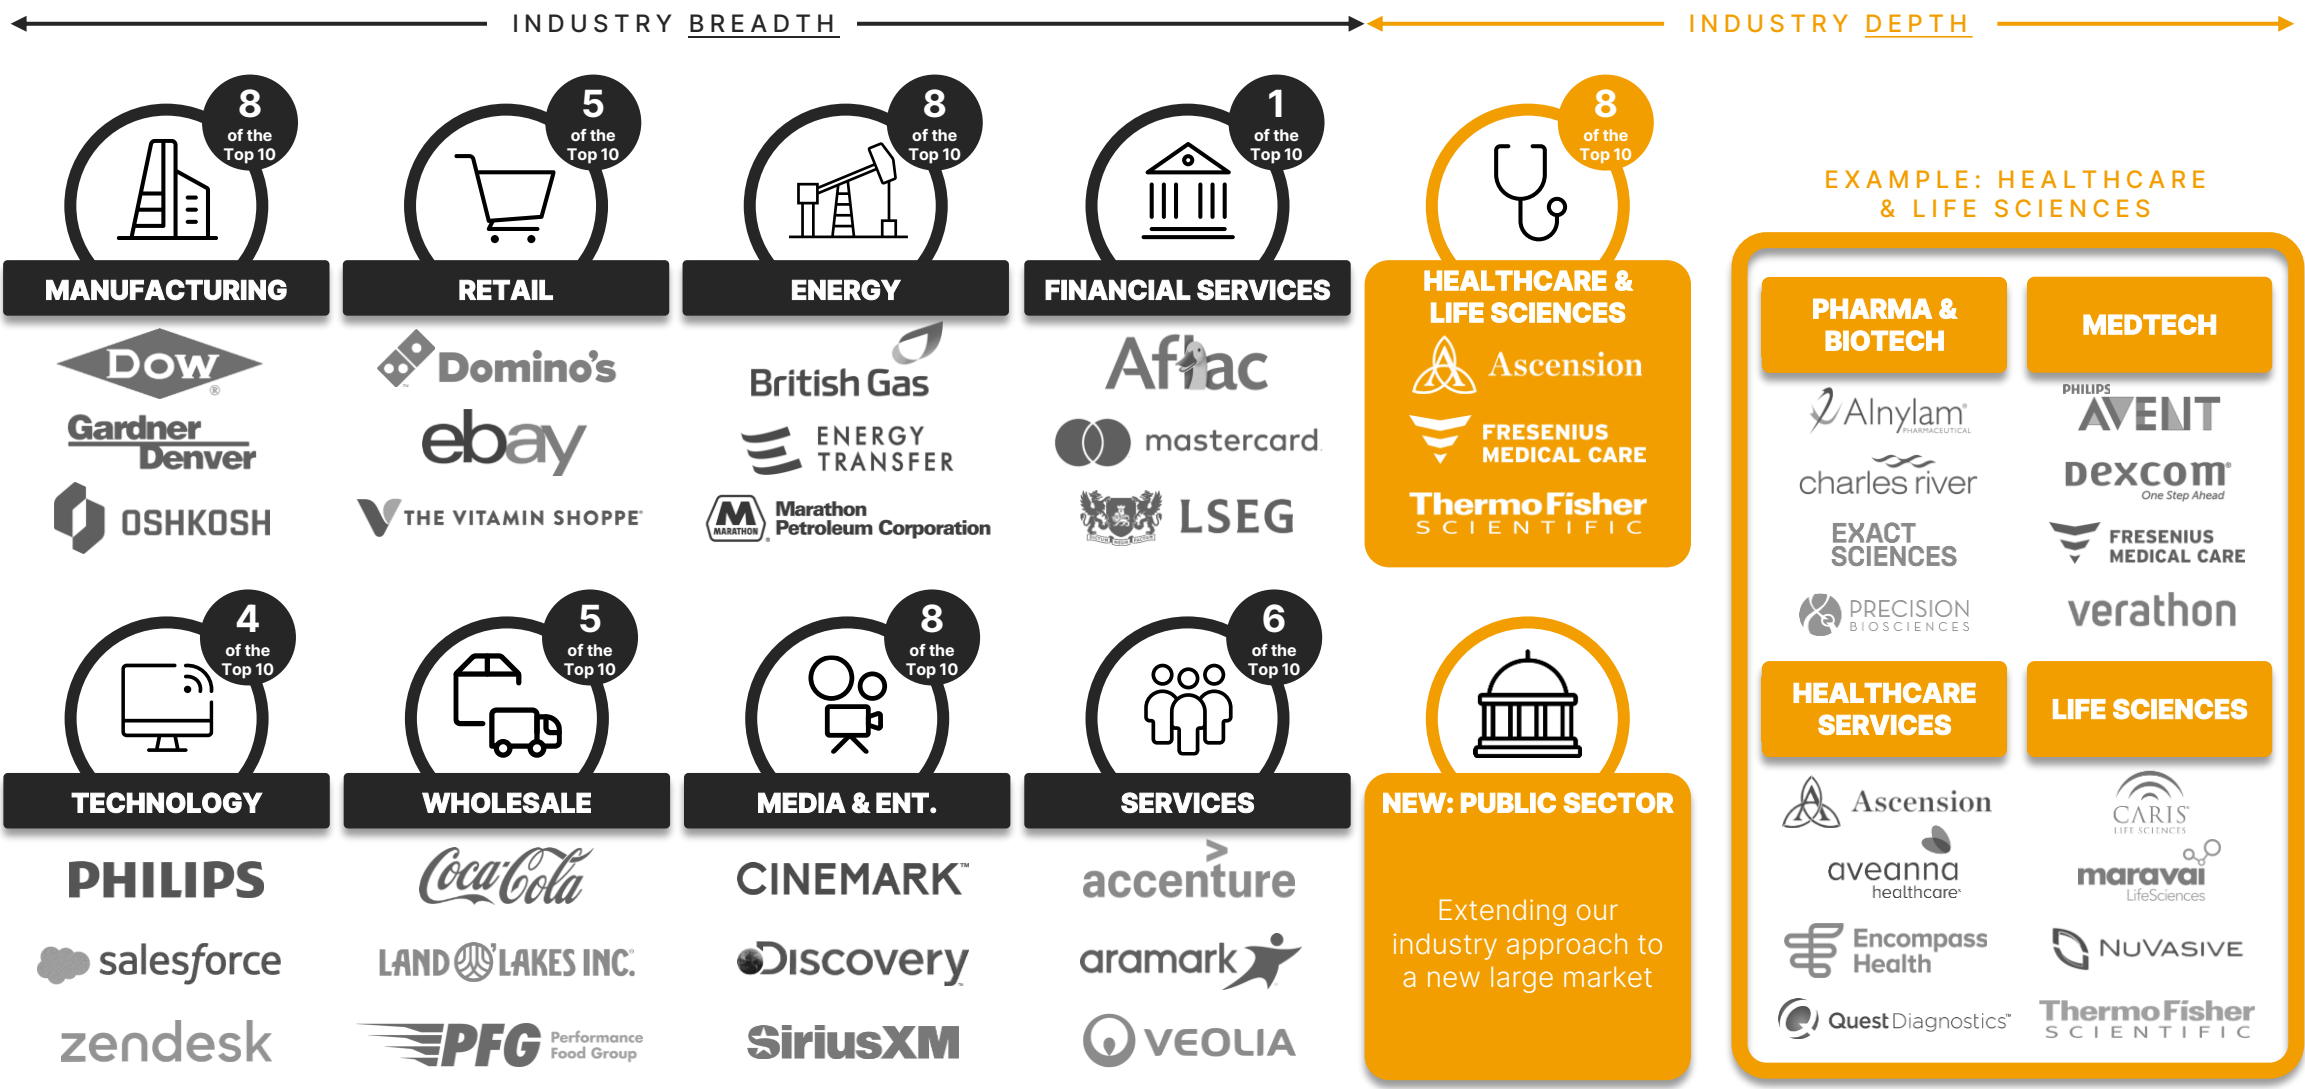 INDUSTRY BREADTH
INDUSTRY DEPTH
8
of the
Top 10
MANUFACTURING
Dow
®
Gardner
Denver
OSHKOSH
5
of the
Top 10
RETAIL
Domino's
ebay
THE VITAMIN SHOPPE®
8
of the
Top 10
ENERGY
British Gas
ENERGY
TRANSFER
MARATHON
Marathon
Petroleum Corporation
1
of the
Top 10
FINANCIAL SERVICES
Aflac
mastercard
LSEG
8
of the
Top 10
HEALTHCARE &
LIFE SCIENCES
Ascension
FRESENIUS
MEDICAL CARE
ThermoFisher
SCIENTIFIC
4
of the
Top 10
TECHNOLOGY
PHILIPS
salesforce
zendesk
5
of the
Top 10
WHOLESALE
Coca-Cola
LAND O'LAKES INC.
PFG Performance
Food Group
8
of the
Top 10
MEDIA & ENT.
CINEMARK™
Discovery
SiriusXM
6
of the
Top 10
SERVICES
accenture
aramark
VEOLIA
NEW: PUBLIC SECTOR
Extending our
industry approach to
a new large market
EXAMPLE: HEALTHCARE
& LIFE SCIENCES
PHARMA &
BIOTECH
Alnylam®
PHARMACEUTICAL
charles river
EXACT
SCIENCES
PRECISION
BIOSCIENCES
MEDTECH
PHILIPS
AVENT
Dexcom®
One Step Ahead
FRESENIUS
MEDICAL CARE
verathon
HEALTHCARE
SERVICES
Ascension
aveanna
healthcare
Encompass
Health
Quest Diagnostics™
LIFE SCIENCES
CARIS
LIFE SCIENCES
maravai
LifeSciences
NUVASIVE
ThermoFisher
SCIENTIFIC